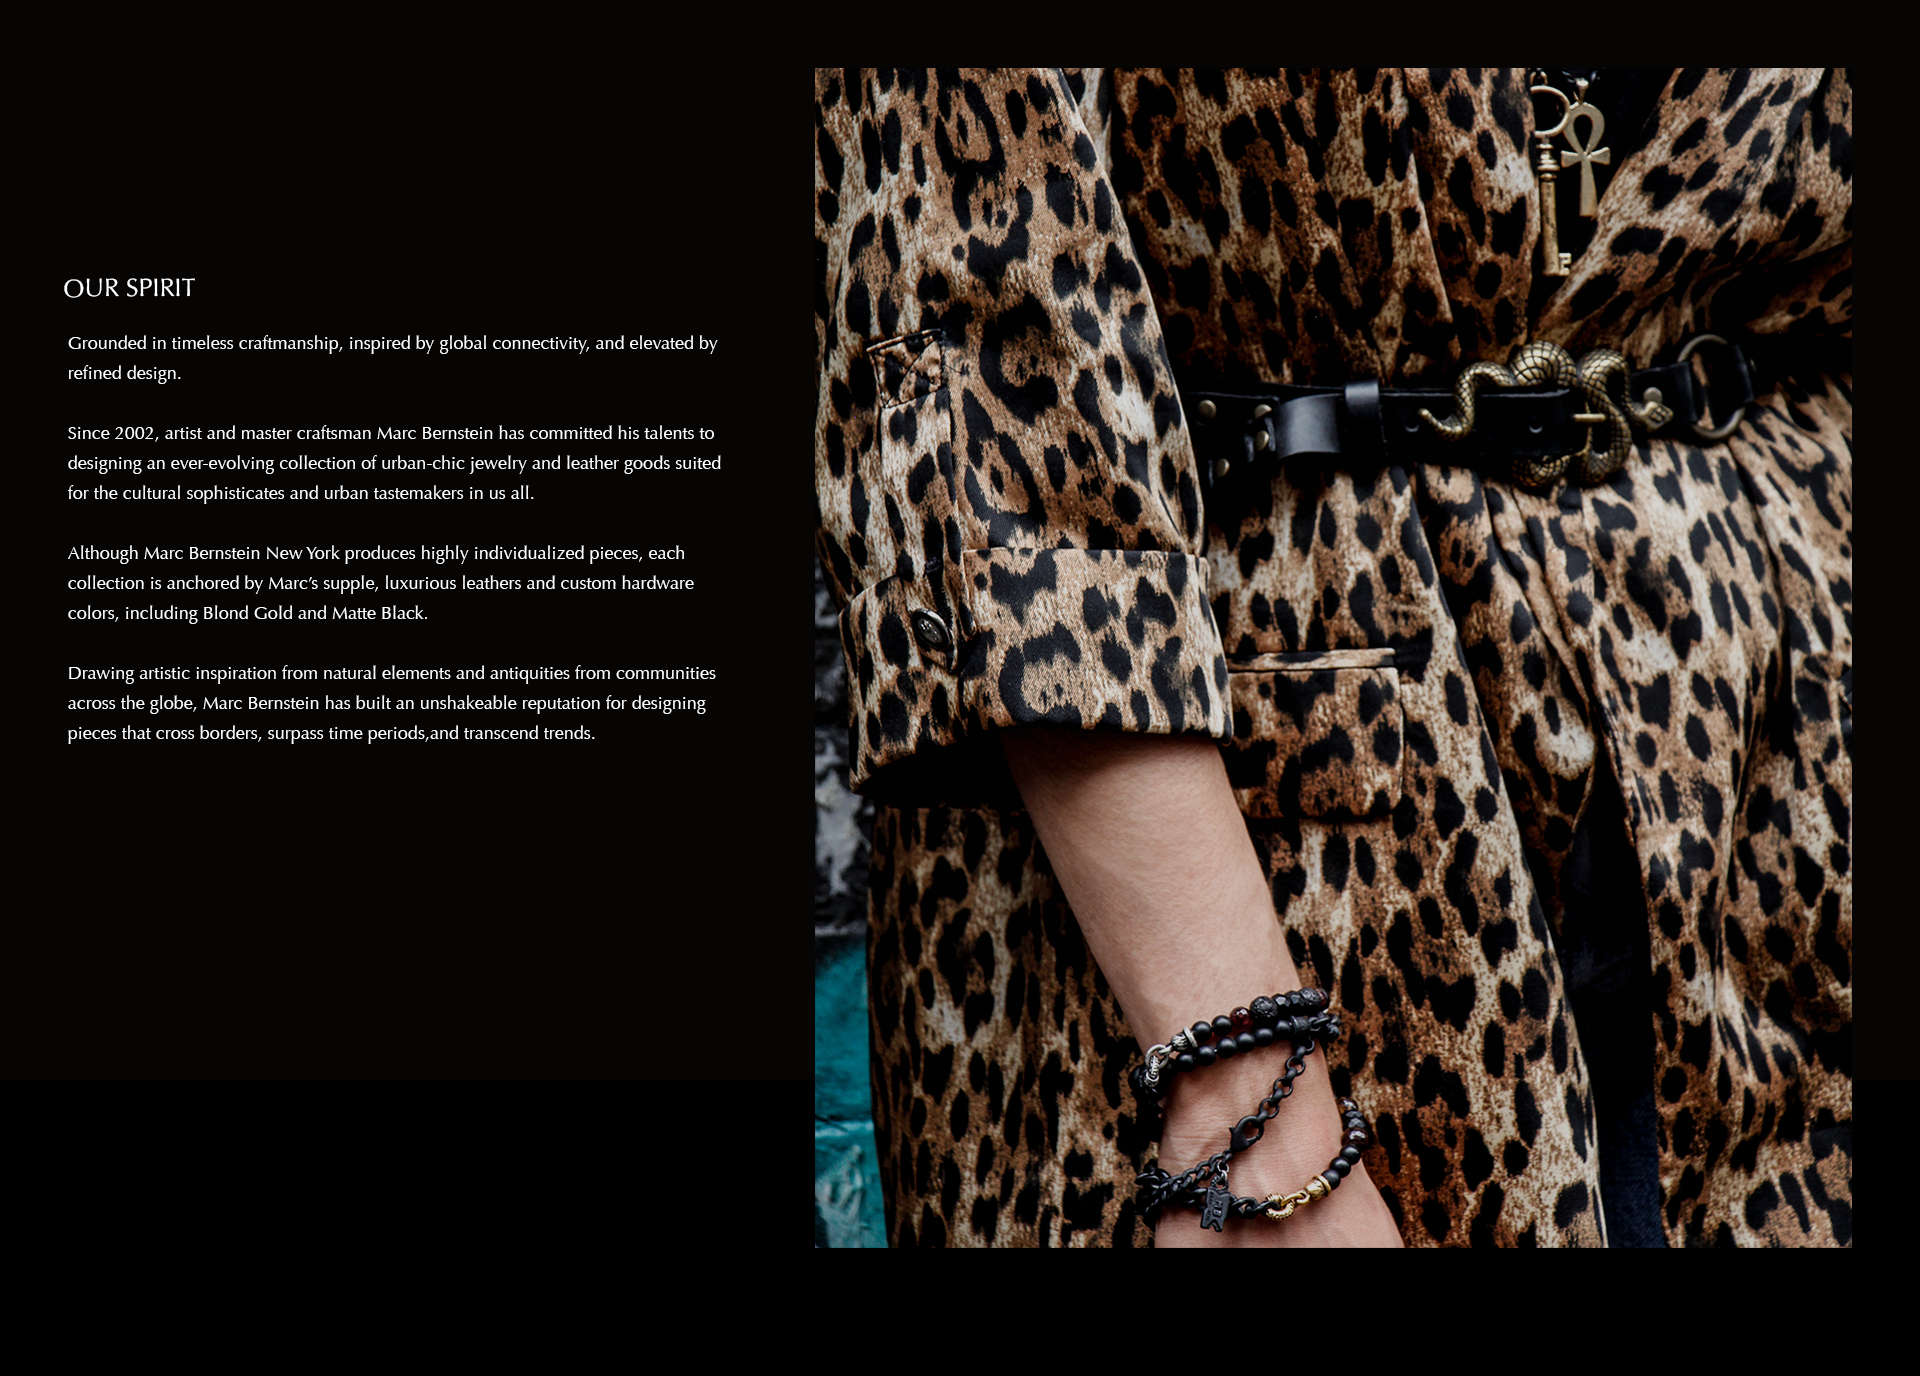 OUR SPIRIT
Grounded in timeless craftmanship, inspired by global connectivity, and elevated by
refined design.
Since 2002, artist and master craftsman Marc Bernstein has committed his talents to
designing an ever-evolving collection of urban-chic jewelry and leather goods suited
for the cultural sophisticates and urban tastemakers in us all.
Although Marc Bernstein New York produces highly individualized pieces, each
collection is anchored by Marc’s supple, luxurious leathers and custom hardware
colors, including Blond Gold and Matte Black.
Drawing artistic inspiration from natural elements and antiquities from communities
across the globe, Marc Bernstein has built an unshakeable reputation for designing
pieces that cross borders, surpass time periods,and transcend trends.